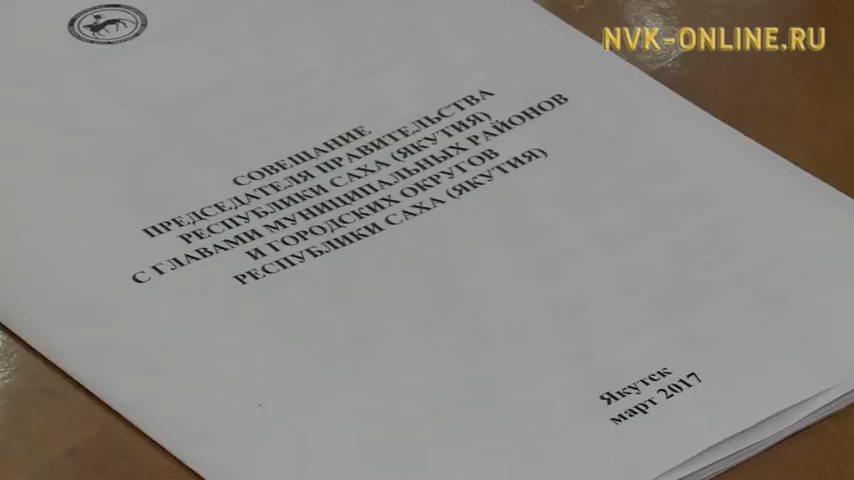 NVK-ONLINE.RU
СОВЕЩАНИЕ
ПРЕДСЕДАТЕЛЯ ПРАВИТЕЛЬСТВА
РЕСПУБЛИКИ САХА (ЯКУТИЯ)
С ГЛАВАМИ МУНИЦИПАЛЬНЫХ РАЙОНОВ
И ГОРОДСКИХ ОКРУГОВ
РЕСПУБЛИКИ САХА (ЯКУТИЯ)
Якутск
март 2017